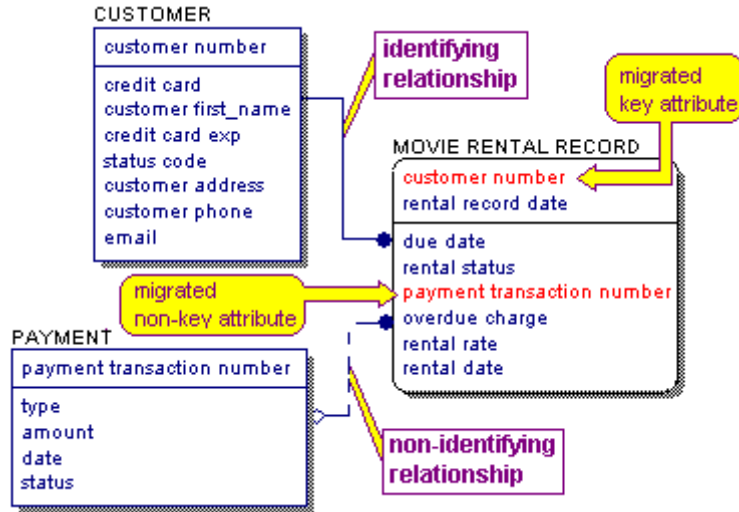 CUSTOMER
customer number
credit card
customer first_name
credit card exp
status code
customer address
customer phone
email
identifying
relationship
migrated
key attribute
MOVIE RENTAL RECORD
customer number
rental record date
due date
rental status
payment transaction number
overdue charge
rental rate
rental date
migrated
non-key attribute
PAYMENT
payment transaction number
type
amount
date
status
non-identifying
relationship